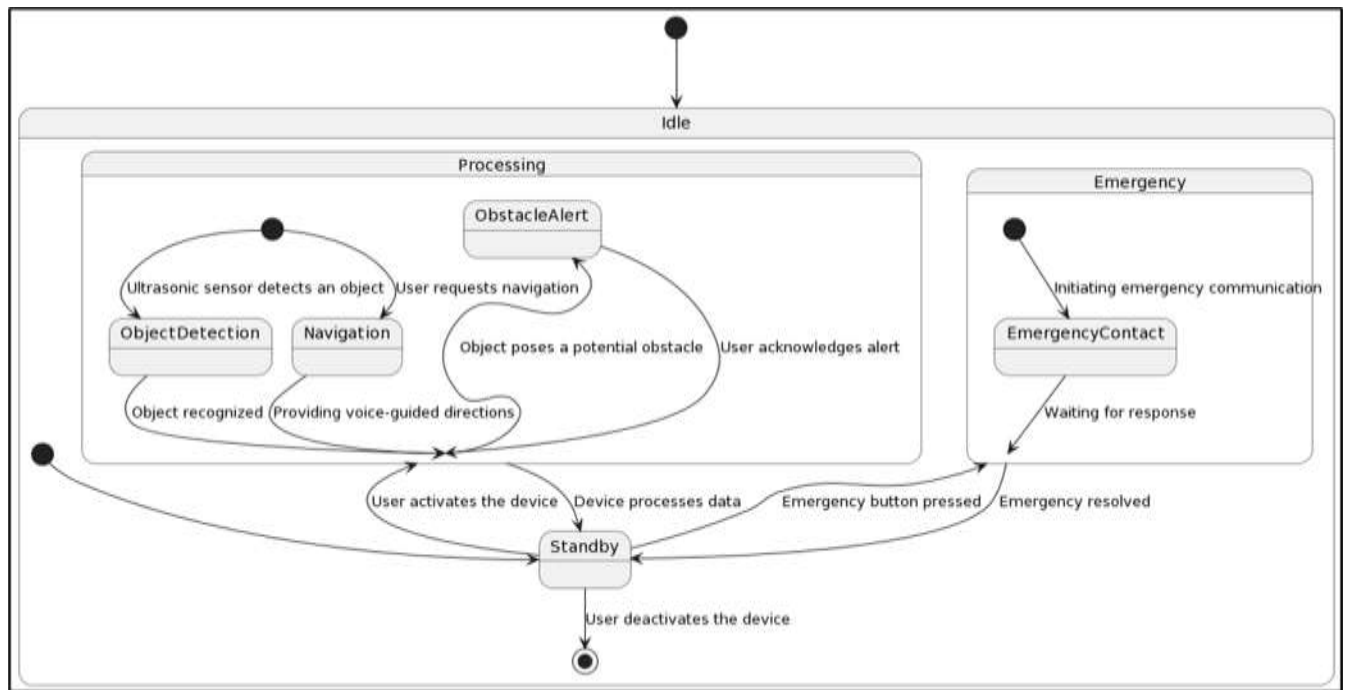 Idle
Processing
Emergency
ObstacleAlert
Ultrasonic sensor detects an object
User requests navigation
Initiating emergency communication
ObjectDetection
Navigation
Object poses a potential obstacle
User acknowledges alert
EmergencyContact
Object recognized
Providing voice-guided directions
Waiting for response
User activates the device
Device processes data
Emergency button pressed
Emergency resolved
Standby
User deactivates the device